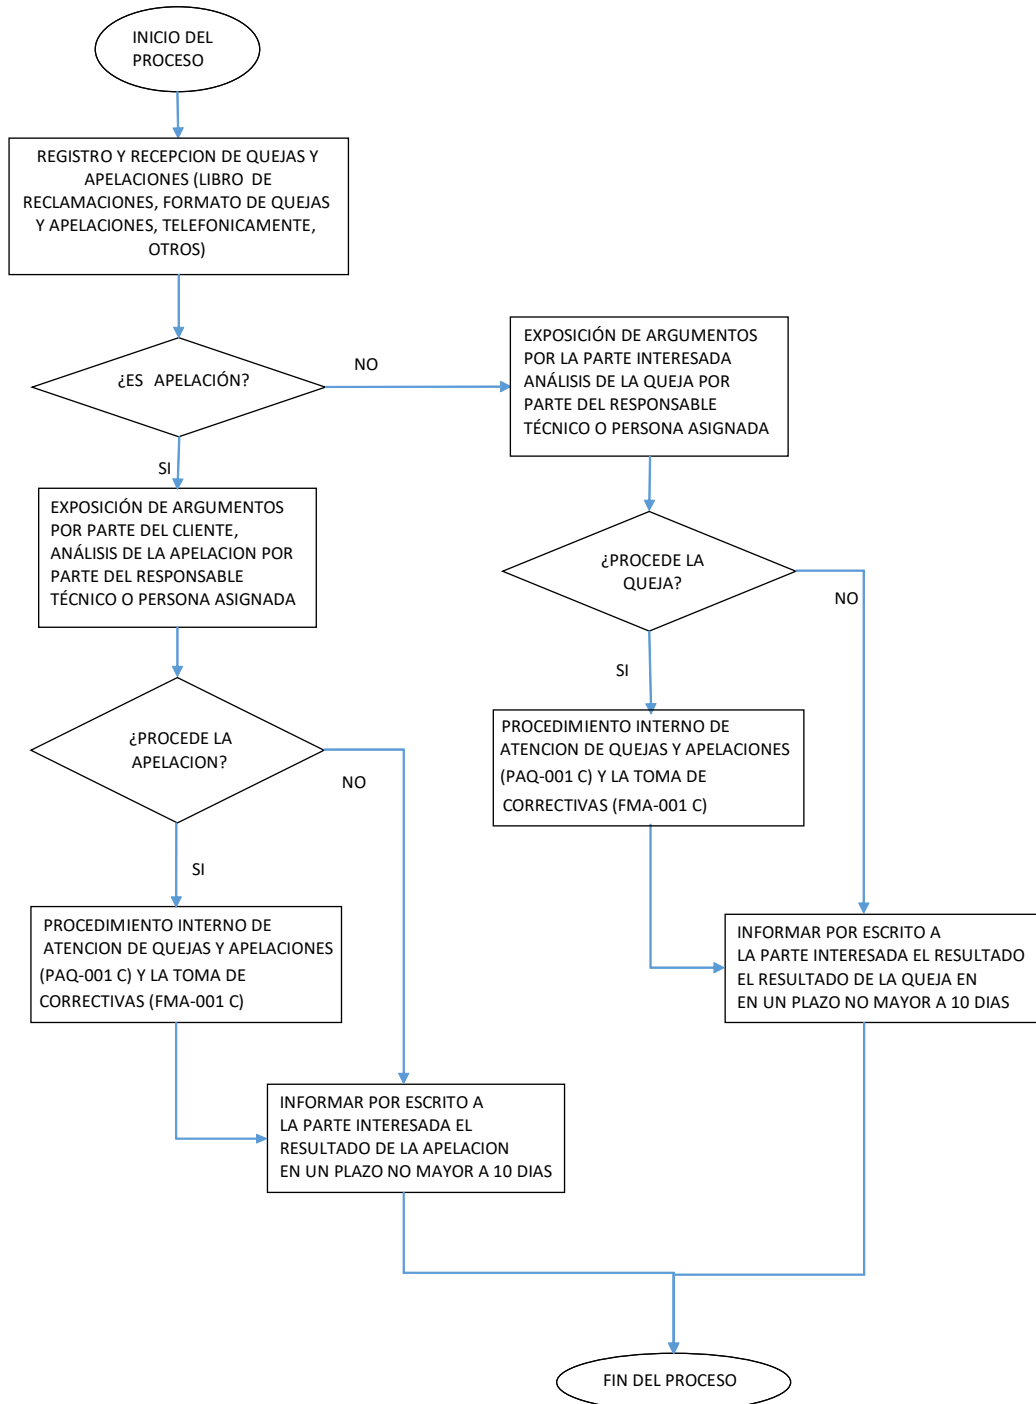 INICIO DEL
PROCESO
REGISTRO Y RECEPCION DE QUEJAS Y
APELACIONES (LIBRO DE
RECLAMACIONES, FORMATO DE QUEJAS
Y APELACIONES, TELEFONICAMENTE,
OTROS)
¿ES APELACIÓN?
NO
SI
EXPOSICIÓN DE ARGUMENTOS
POR LA PARTE INTERESADA
ANÁLISIS DE LA QUEJA POR
PARTE DEL RESPONSABLE
TÉCNICO O PERSONA ASIGNADA
EXPOSICIÓN DE ARGUMENTOS
POR PARTE DEL CLIENTE,
ANÁLISIS DE LA APELACION POR
PARTE DEL RESPONSABLE
TÉCNICO O PERSONA ASIGNADA
¿PROCEDE LA
QUEJA?
NO
SI
¿PROCEDE LA
APELACION?
NO
SI
PROCEDIMIENTO INTERNO DE
ATENCION DE QUEJAS Y APELACIONES
(PAQ-001 C) Y LA TOMA DE
CORRECTIVAS (FMA-001 C)
PROCEDIMIENTO INTERNO DE
ATENCION DE QUEJAS Y APELACIONES
(PAQ-001 C) Y LA TOMA DE
CORRECTIVAS (FMA-001 C)
INFORMAR POR ESCRITO A
LA PARTE INTERESADA EL RESULTADO
EL RESULTADO DE LA QUEJA EN
EN UN PLAZO NO MAYOR A 10 DIAS
INFORMAR POR ESCRITO A
LA PARTE INTERESADA EL
RESULTADO DE LA APELACION
EN UN PLAZO NO MAYOR A 10 DIAS
FIN DEL PROCESO